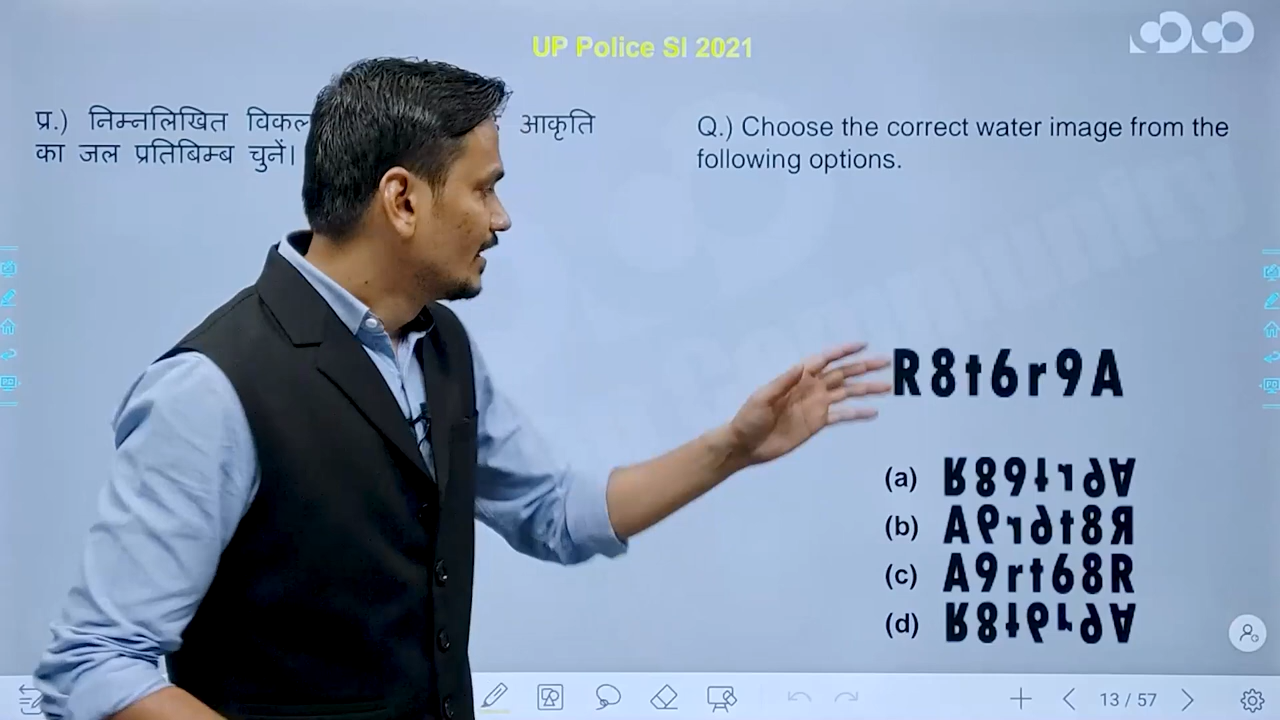 UP Police SI 2021
प्र.) निम्नलिखित आकृति
का जल प्रतिबिम्ब चुनें।
Q.) Choose the correct water image from the
following options.
R8t6r9A
(a)
(b)
(c) A9rt68R
(d)
13 / 57